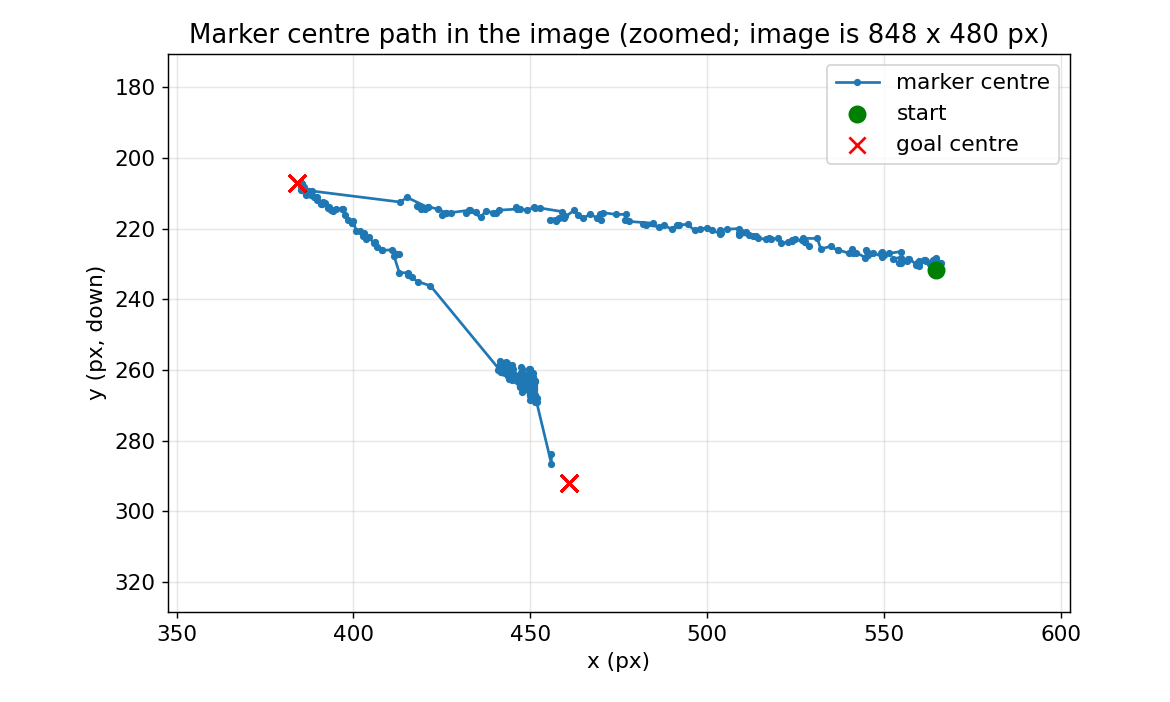 Marker centre path in the image (zoomed; image is 848 x 480 px)
marker centre
start
goal centre
180
200
220
240
260
280
300
320
y (px, down)
350
400
450
500
550
600
x (px)